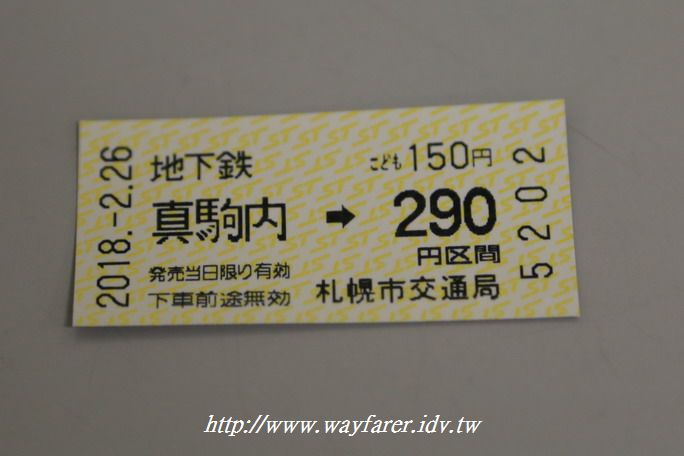 2018.-2.26
地下鉄 こども150円
真駒内 ➡ 290
円区間
発売当日限り有効
下車前途無効 札幌市交通局
5202
http://www.wayfarer.idv.tw